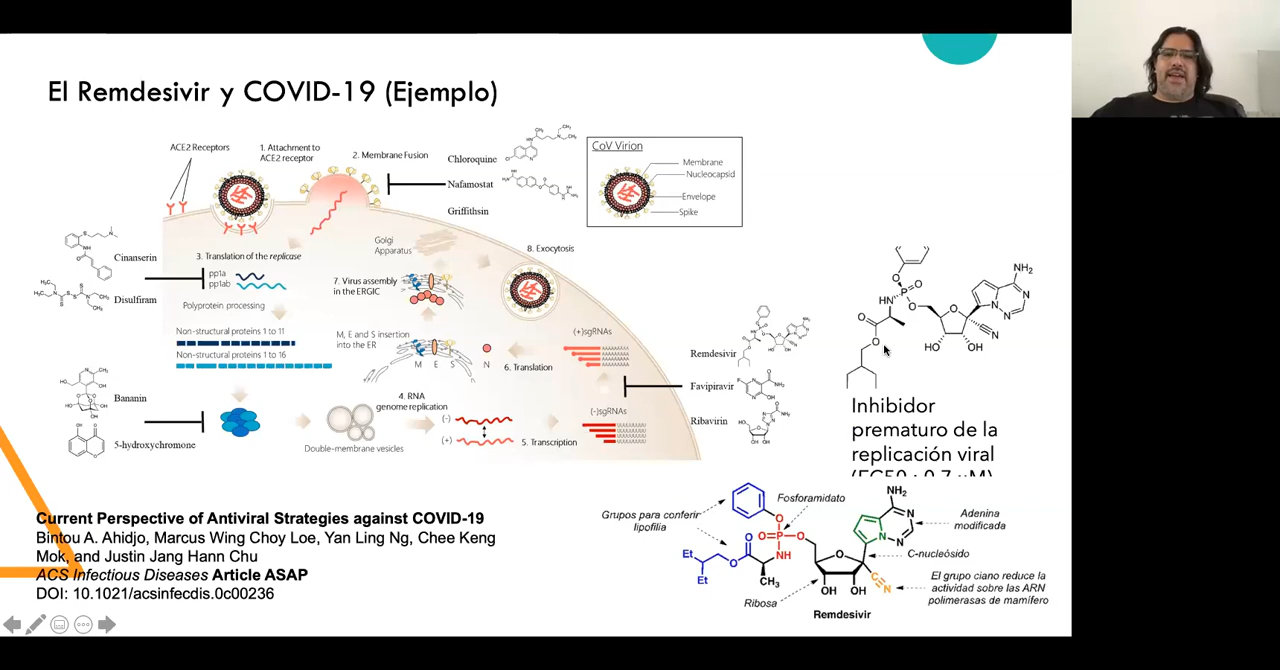 El Remdesivir y COVID-19 (Ejemplo)
ACE2 Receptors
1. Attachment to
ACE2 receptor
2. Membrane Fusion
Chloroquine
Nafamostat
Griffithsin
CoV Virion
Membrane
Nucleocapsid
Envelope
Spike
Cinanserin
Disulfiram
3. Translation of the replicase
pp1a
pp1ab
Polyprotein processing
Non-structural proteins 1 to 11
Non-structural proteins 1 to 16
Golgi
Apparatus
8. Exocytosis
7. Virus assembly
in the ERGIC
M, E and S insertion
into the ER
M E S N
6. Translation
(+)sgRNAs
(-)sgRNAs
Remdesivir
Favipiravir
Ribavirin
Bananin
5-hydroxychromone
Double-membrane vesicles
4. RNA
genome replication
(-)
(+)
5. Transcription
Inhibidor
prematuro de la
replicación viral
(EC50 : 0.7 µM)
Current Perspective of Antiviral Strategies against COVID-19
Bintou A. Ahidjo, Marcus Wing Choy Loe, Yan Ling Ng, Chee Keng
Mok, and Justin Jang Hann Chu
ACS Infectious Diseases Article ASAP
DOI: 10.1021/acsinfecdis.0c00236
Grupos para conferir
lipofilia
Fosforamidato
Adenina
modificada
C-nucleósido
El grupo ciano reduce la
actividad sobre las ARN
polimerasas de mamífero
Ribosa
Remdesivir
NH2
N
O
P
NH
CH3
Et
Et
OH OH